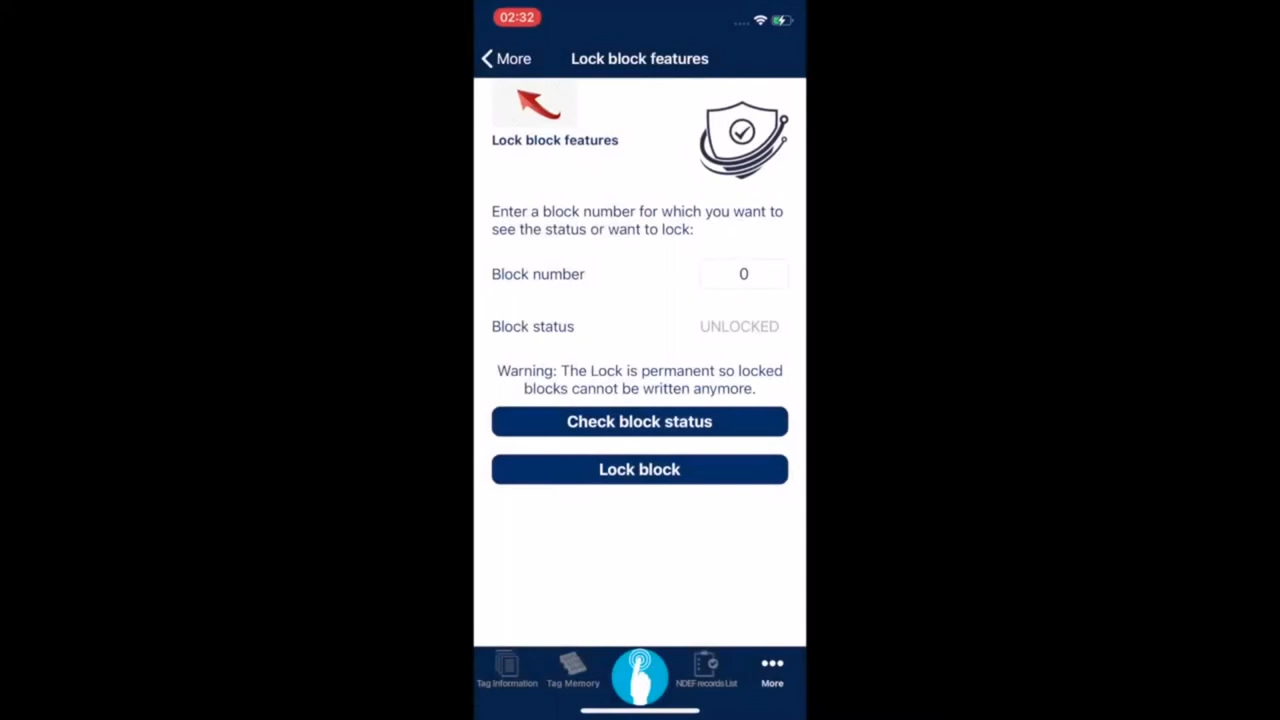 02:32
More
Lock block features
Lock block features
Enter a block number for which you want to
see the status or want to lock:
Block number
0
Block status
UNLOCKED
Warning: The Lock is permanent so locked
blocks cannot be written anymore.
Check block status
Lock block
Tag Information
Tag Memory
NDEF records List
More